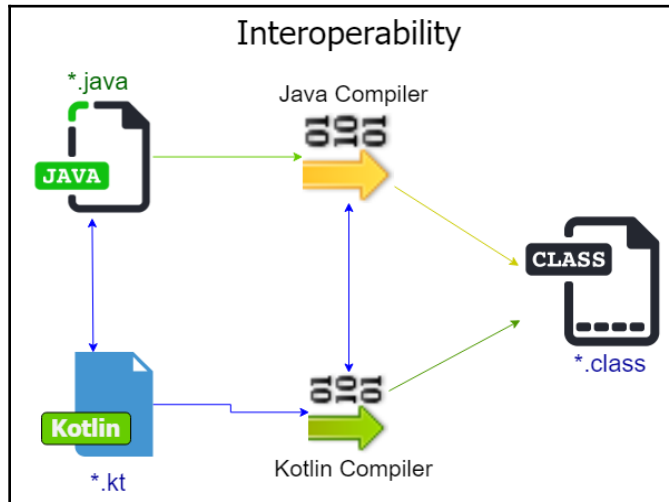 Interoperability
*.java
JAVA
Java Compiler
CLASS
*.class
Kotlin
*.kt
Kotlin Compiler